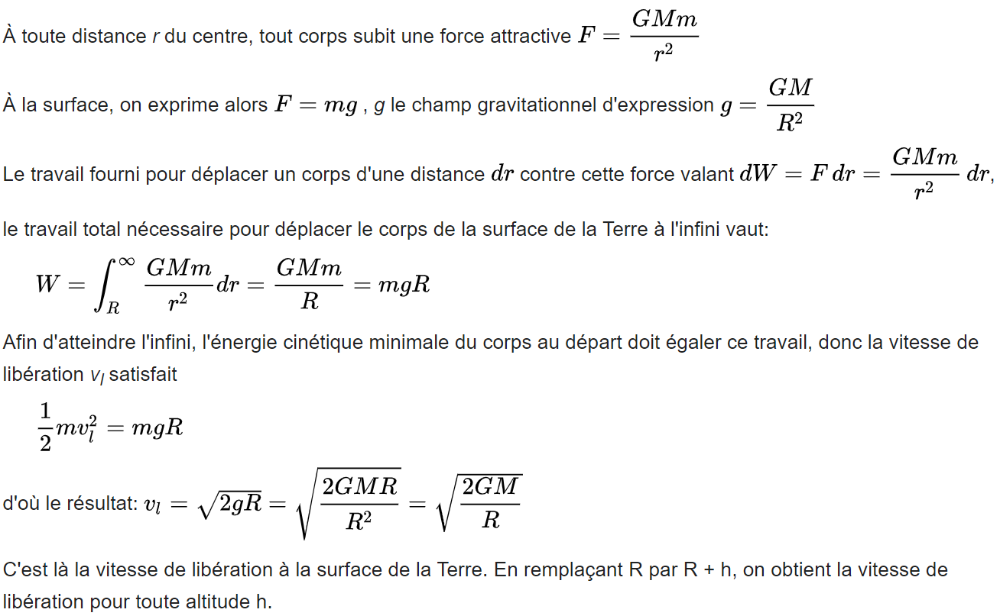 À toute distance r du centre, tout corps subit une force attractive $F = \frac{GMm}{r^2}$
À la surface, on exprime alors $F = mg$ , g le champ gravitationnel d'expression $g = \frac{GM}{R^2}$
Le travail fourni pour déplacer un corps d'une distance $dr$ contre cette force valant $dW = F\,dr = \frac{GMm}{r^2}\,dr$,
le travail total nécessaire pour déplacer le corps de la surface de la Terre à l'infini vaut:
$W = \int_R^\infty \frac{GMm}{r^2} dr = \frac{GMm}{R} = mgR$
Afin d'atteindre l'infini, l'énergie cinétique minimale du corps au départ doit égaler ce travail, donc la vitesse de
libération $v_l$ satisfait
$\frac{1}{2} m v_l^2 = mgR$
d'où le résultat: $v_l = \sqrt{2gR} = \sqrt{\frac{2GMR}{R^2}} = \sqrt{\frac{2GM}{R}}$
C'est là la vitesse de libération à la surface de la Terre. En remplaçant R par R + h, on obtient la vitesse de
libération pour toute altitude h.